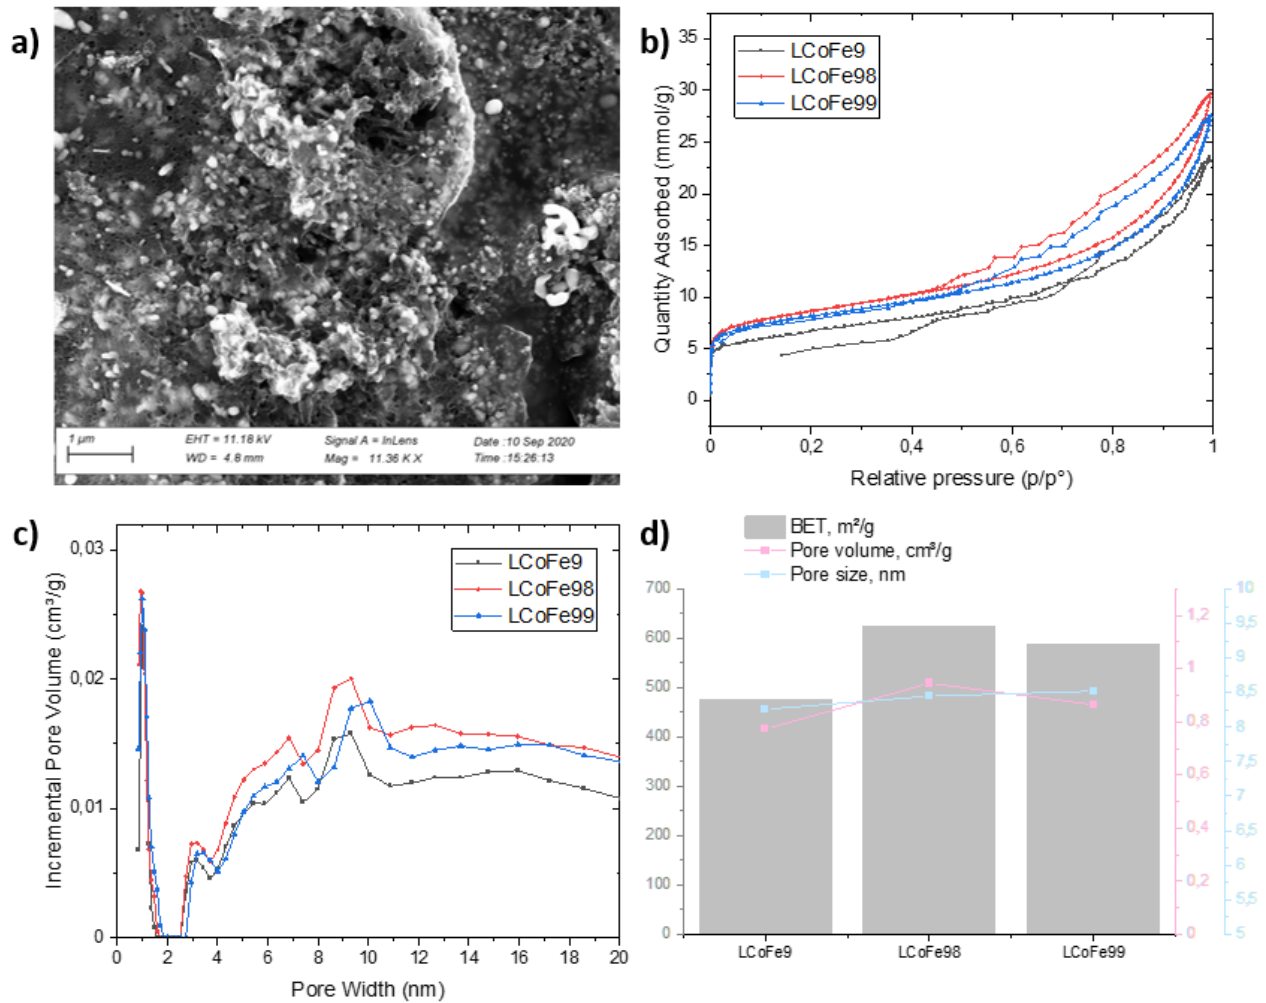 a)
1 µm
EHT = 11.18 kV
Signal A = InLens
Date :10 Sep 2020
WD = 4.8 mm
Mag = 11.36 K X
Time :15:26:13
b)
LCoFe9
LCoFe98
LCoFe99
35
30
25
20
15
10
5
0
Quantity Adsorbed (mmol/g)
0
0,2
0,4
0,6
0,8
1
Relative pressure (p/p°)
c)
LCoFe9
LCoFe98
LCoFe99
0,03
0,02
0,01
0
Incremental Pore Volume (cm³/g)
0
2
4
6
8
10
12
14
16
18
20
Pore Width (nm)
d)
BET, m²/g
Pore volume, cm³/g
Pore size, nm
700
600
500
400
300
200
100
0
1,2
1
0,8
0,6
0,4
0,2
0
10
9,5
9
8,5
8
7,5
7
6,5
6
5,5
5
LCoFe9
LCoFe98
LCoFe99